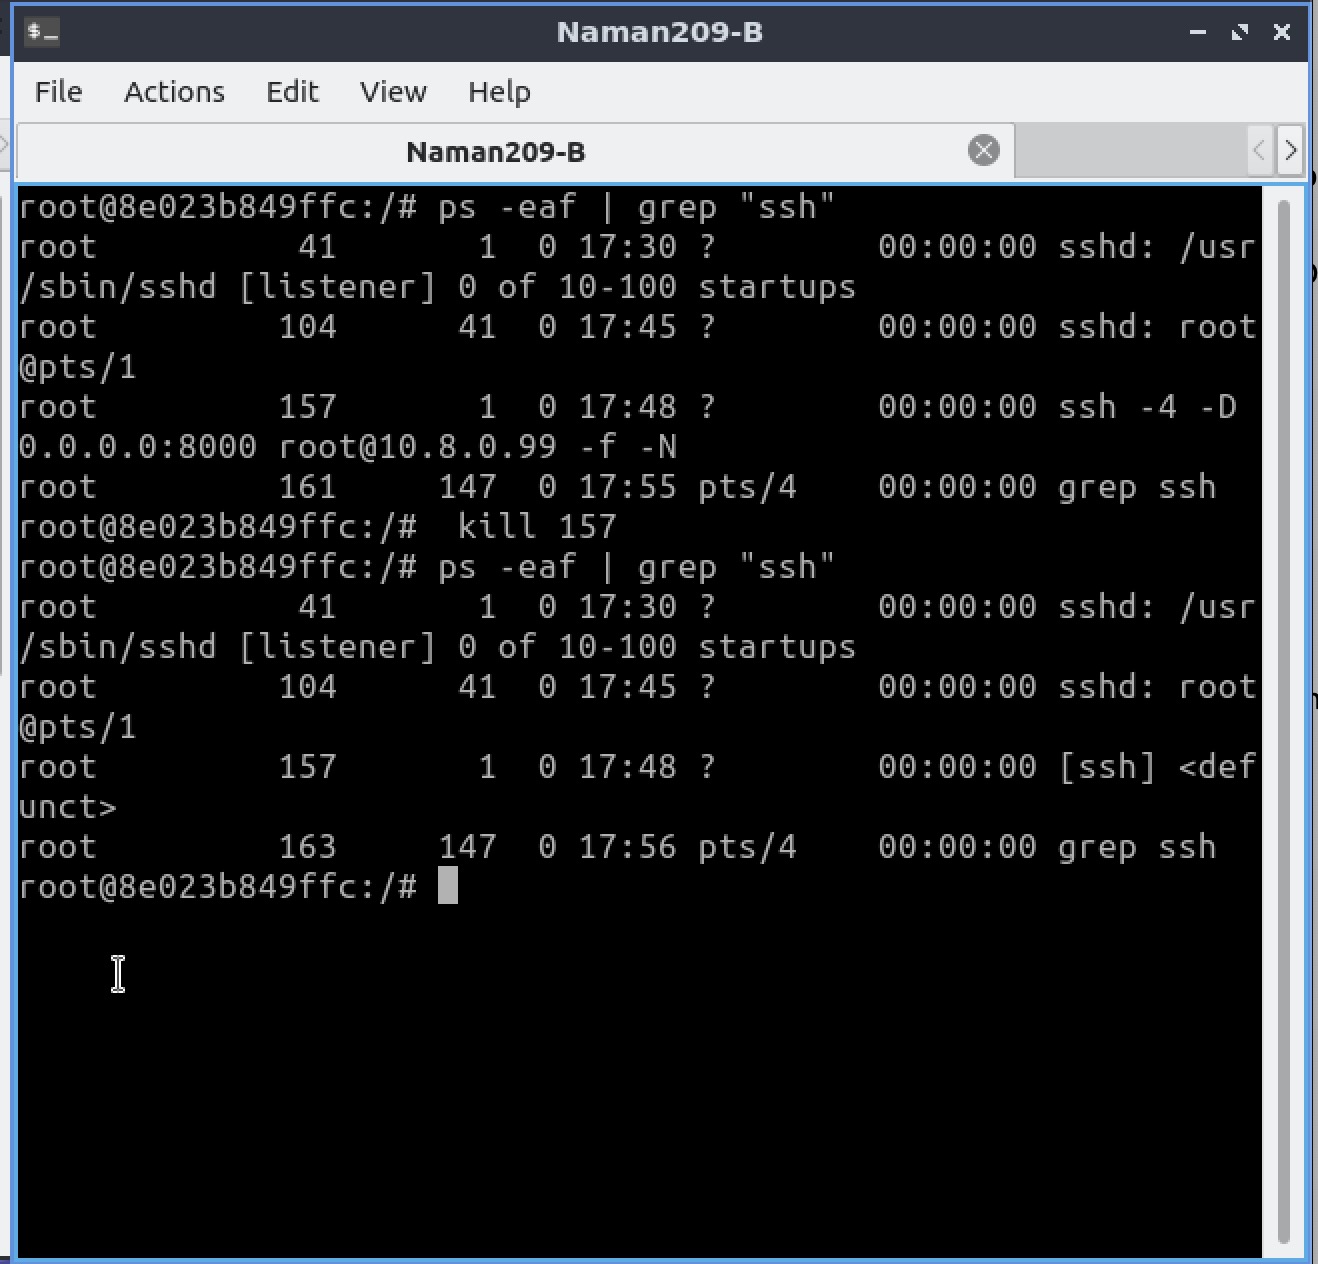 $_
Naman209-B
File Actions Edit View Help
Naman209-B
root@8e023b849ffc:/# ps -eaf | grep "ssh"
root 41 1 0 17:30 ? 00:00:00 sshd: /usr
/sbin/sshd [listener] 0 of 10-100 startups
root 104 41 0 17:45 ? 00:00:00 sshd: root
@pts/1
root 157 1 0 17:48 ? 00:00:00 ssh -4 -D
0.0.0.0:8000 root@10.8.0.99 -f -N
root 161 147 0 17:55 pts/4 00:00:00 grep ssh
root@8e023b849ffc:/#  kill 157
root@8e023b849ffc:/# ps -eaf | grep "ssh"
root 41 1 0 17:30 ? 00:00:00 sshd: /usr
/sbin/sshd [listener] 0 of 10-100 startups
root 104 41 0 17:45 ? 00:00:00 sshd: root
@pts/1
root 157 1 0 17:48 ? 00:00:00 [ssh] <def
unct>
root 163 147 0 17:56 pts/4 00:00:00 grep ssh
root@8e023b849ffc:/#